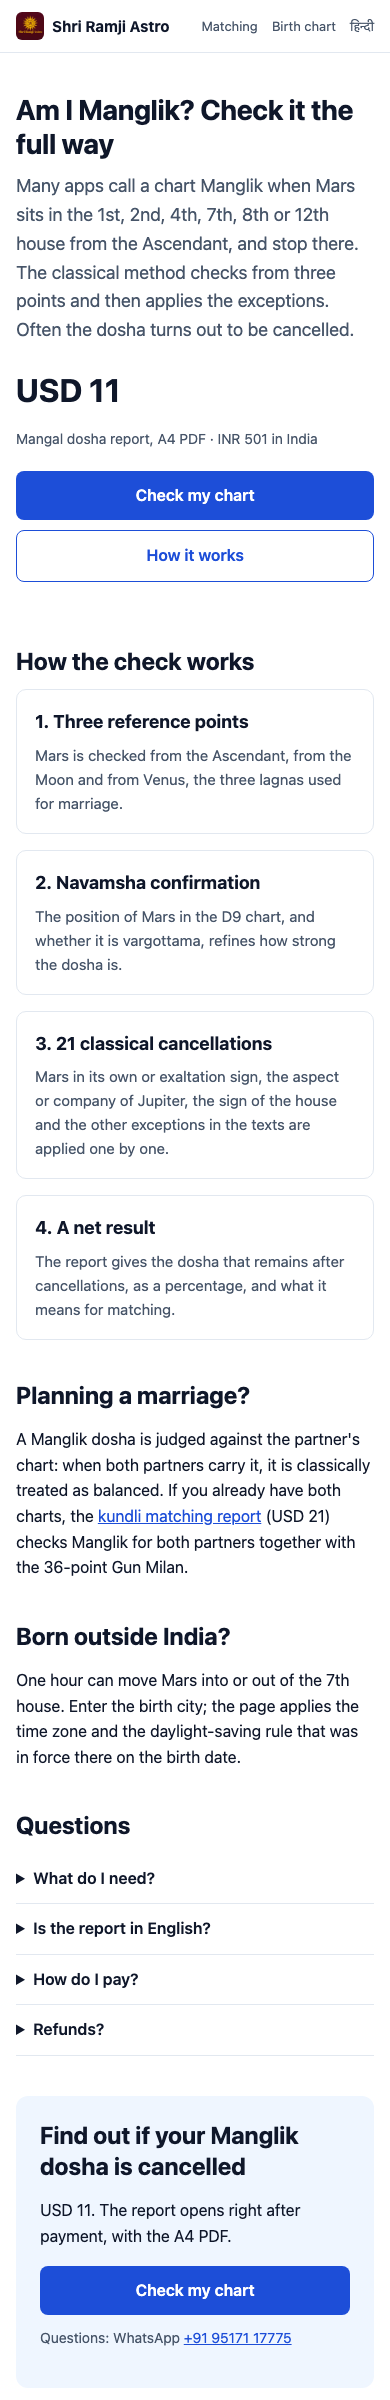 Shri Ramji Astro
Matching
Birth chart
हिन्दी
Am I Manglik? Check it the
full way
Many apps call a chart Manglik when Mars
sits in the 1st, 2nd, 4th, 7th, 8th or 12th
house from the Ascendant, and stop there.
The classical method checks from three
points and then applies the exceptions.
Often the dosha turns out to be cancelled.
USD 11
Mangal dosha report, A4 PDF · INR 501 in India
Check my chart
How it works
How the check works
1. Three reference points
Mars is checked from the Ascendant, from the
Moon and from Venus, the three lagnas used
for marriage.
2. Navamsha confirmation
The position of Mars in the D9 chart, and
whether it is vargottama, refines how strong
the dosha is.
3. 21 classical cancellations
Mars in its own or exaltation sign, the aspect
or company of Jupiter, the sign of the house
and the other exceptions in the texts are
applied one by one.
4. A net result
The report gives the dosha that remains after
cancellations, as a percentage, and what it
means for matching.
Planning a marriage?
A Manglik dosha is judged against the partner's
chart: when both partners carry it, it is classically
treated as balanced. If you already have both
charts, the kundli matching report (USD 21)
checks Manglik for both partners together with
the 36-point Gun Milan.
Born outside India?
One hour can move Mars into or out of the 7th
house. Enter the birth city; the page applies the
time zone and the daylight-saving rule that was
in force there on the birth date.
Questions
What do I need?
Is the report in English?
How do I pay?
Refunds?
Find out if your Manglik
dosha is cancelled
USD 11. The report opens right after
payment, with the A4 PDF.
Check my chart
Questions: WhatsApp +91 95171 17775